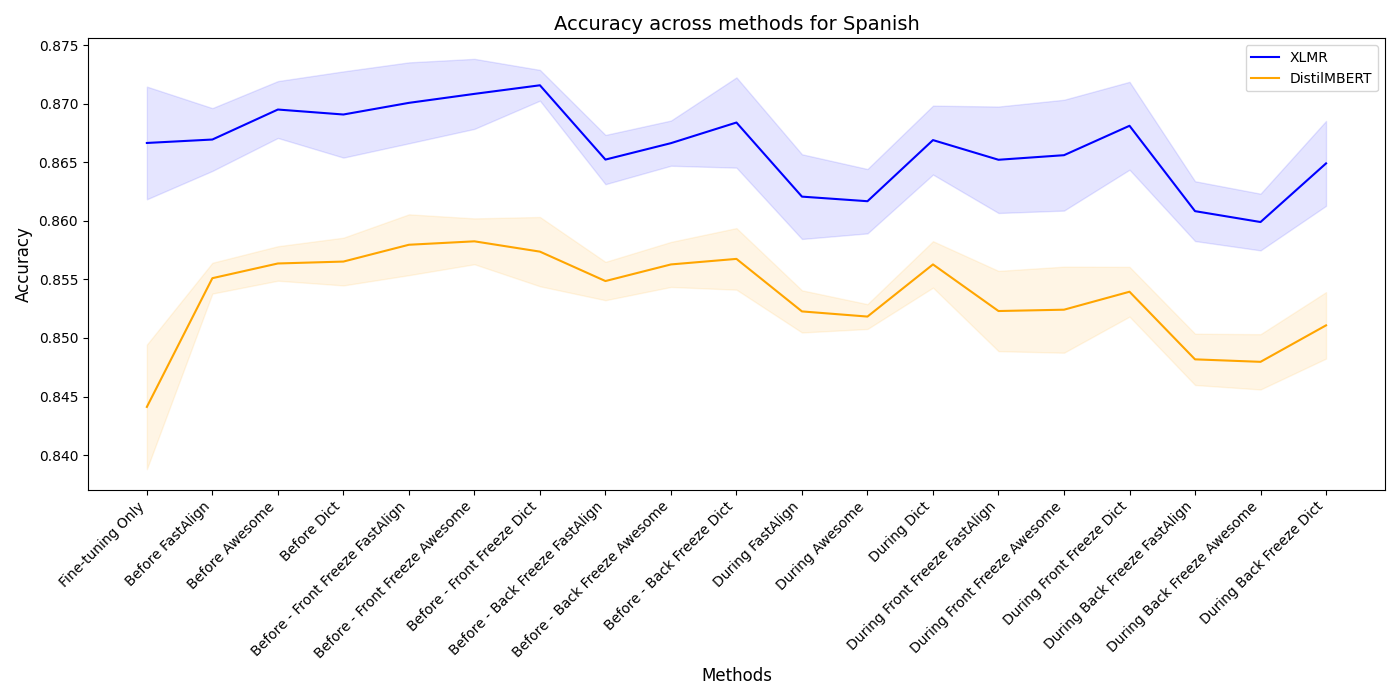 Accuracy across methods for Spanish
XLMR
DistilMBERT
Accuracy
0.875
0.870
0.865
0.860
0.855
0.850
0.845
0.840
Fine-tuning Only
Before FastAlign
Before Awesome
Before Dict
Before - Front Freeze FastAlign
Before - Front Freeze Awesome
Before - Front Freeze Dict
Before - Back Freeze FastAlign
Before - Back Freeze Awesome
Before - Back Freeze Dict
During FastAlign
During Awesome
During Dict
During Front Freeze FastAlign
During Front Freeze Awesome
During Front Freeze Dict
During Back Freeze FastAlign
During Back Freeze Awesome
During Back Freeze Dict
Methods